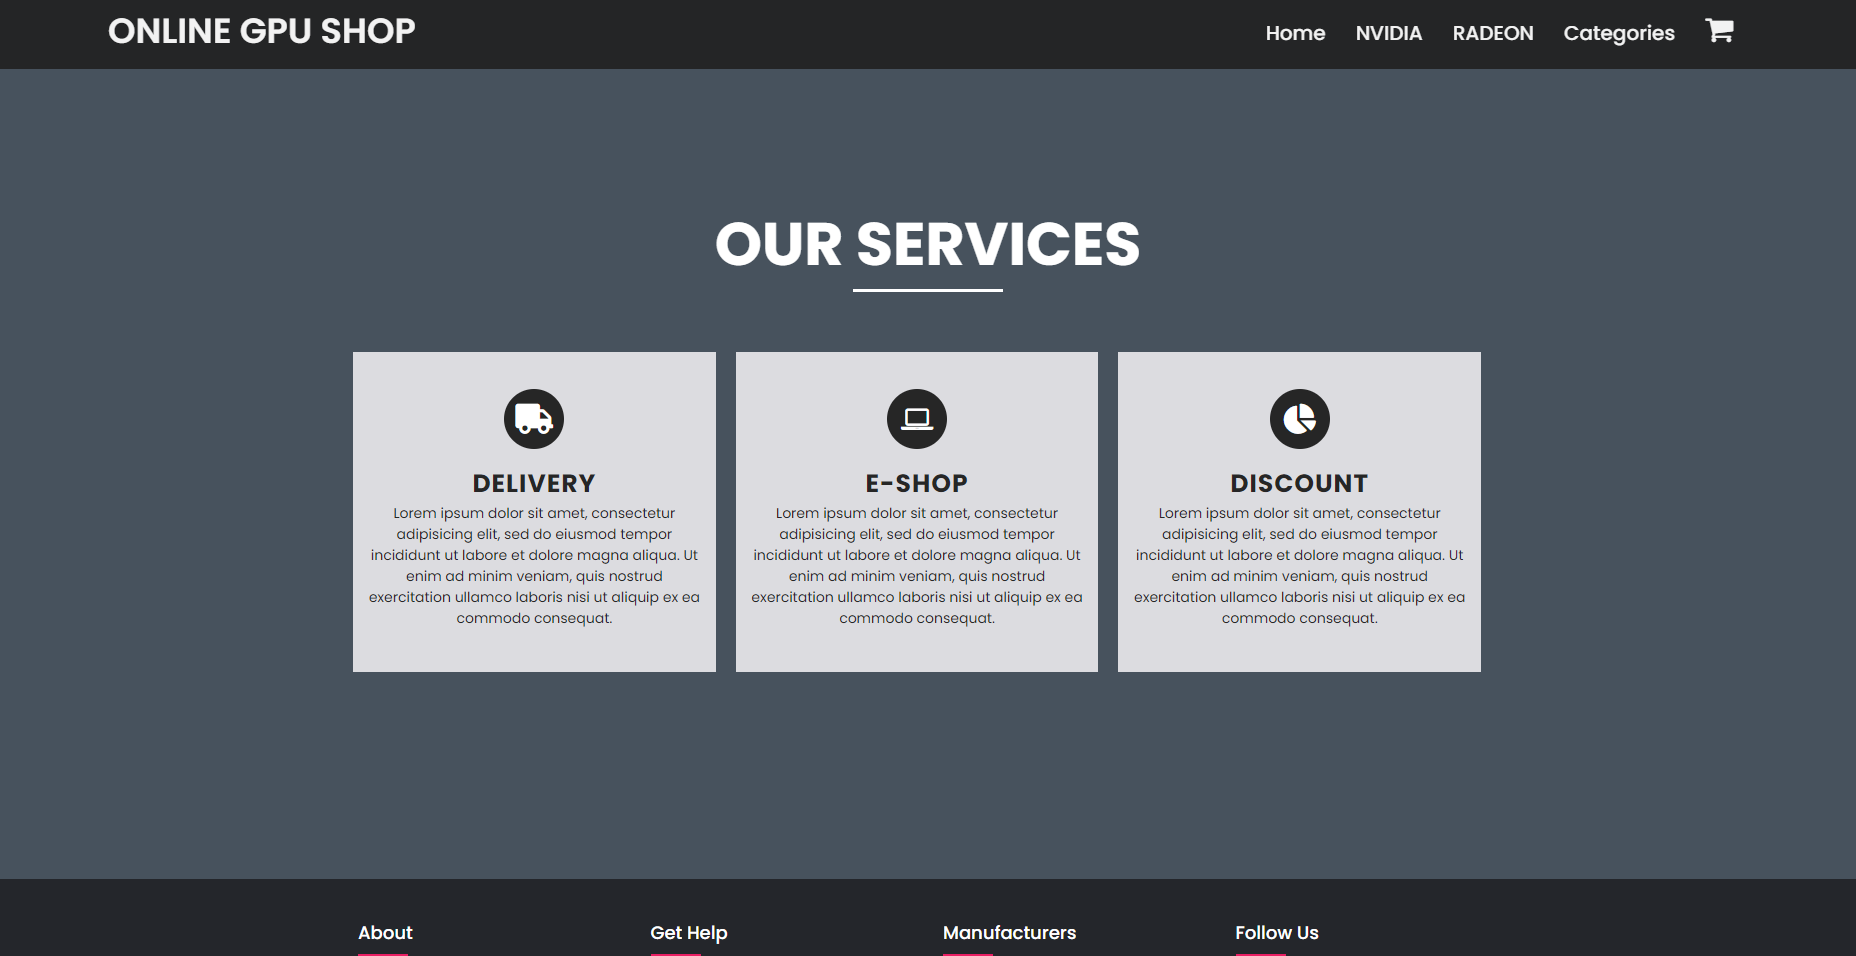 ONLINE GPU SHOP
Home NVIDIA RADEON Categories
OUR SERVICES
DELIVERY
Lorem ipsum dolor sit amet, consectetur
adipisicing elit, sed do eiusmod tempor
incididunt ut labore et dolore magna aliqua. Ut
enim ad minim veniam, quis nostrud
exercitation ullamco laboris nisi ut aliquip ex ea
commodo consequat.
E-SHOP
Lorem ipsum dolor sit amet, consectetur
adipisicing elit, sed do eiusmod tempor
incididunt ut labore et dolore magna aliqua. Ut
enim ad minim veniam, quis nostrud
exercitation ullamco laboris nisi ut aliquip ex ea
commodo consequat.
DISCOUNT
Lorem ipsum dolor sit amet, consectetur
adipisicing elit, sed do eiusmod tempor
incididunt ut labore et dolore magna aliqua. Ut
enim ad minim veniam, quis nostrud
exercitation ullamco laboris nisi ut aliquip ex ea
commodo consequat.
About Get Help Manufacturers Follow Us